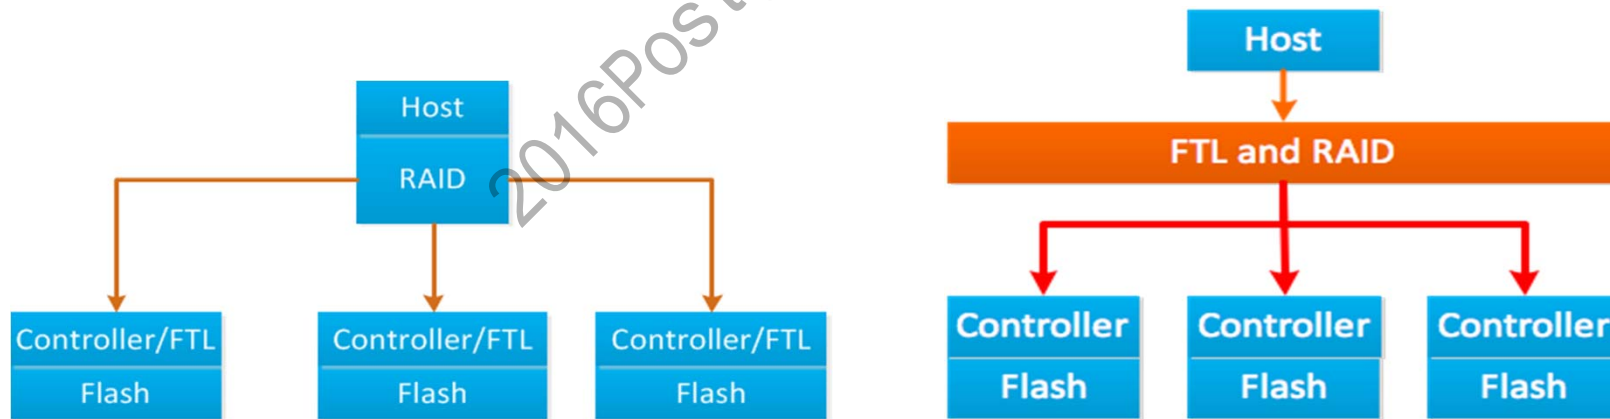 Host
RAID
Controller/FTL
Flash
Controller/FTL
Flash
Controller/FTL
Flash
2016Post
Host
FTL and RAID
Controller
Flash
Controller
Flash
Controller
Flash